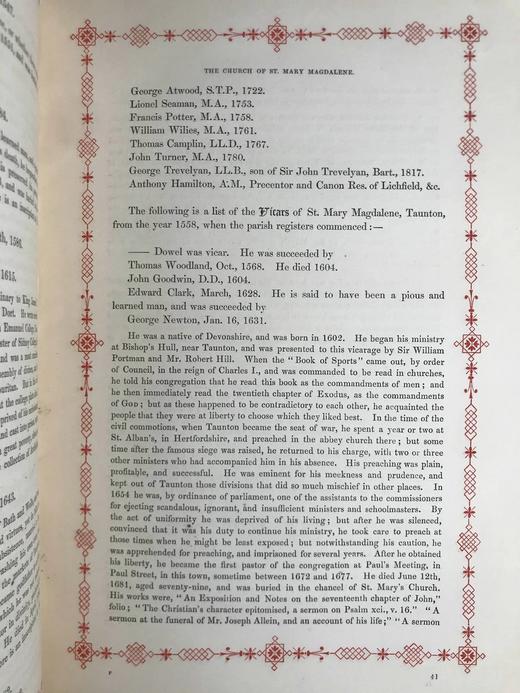 THE CHURCH OF ST. MARY MAGDALENE.
George Atwood, S.T.P., 1722.
Lionel Seaman, M.A., 1753.
Francis Potter, M.A., 1758.
William Wilies, M.A., 1761.
Thomas Camplin, LL.D., 1767.
John Turner, M.A., 1780.
George Trevelyan, LL.B., son of Sir John Trevelyan, Bart., 1817.
Anthony Hamilton, A.M., Precentor and Canon Res. of Lichfield, &c.
The following is a list of the Vicars of St. Mary Magdalene, Taunton,
from the year 1558, when the parish registers commenced:—
—— Dowel was vicar. He was succeeded by
Thomas Woodland, Oct., 1568. He died 1604.
John Goodwin, D.D., 1604.
Edward Clark, March, 1628. He is said to have been a pious and
learned man, and was succeeded by
George Newton, Jan. 16, 1631.
He was a native of Devonshire, and was born in 1602. He began his ministry
at Bishop's Hull, near Taunton, and was presented to this vicarage by Sir William
Portman and Mr. Robert Hill. When the "Book of Sports" came out, by order
of Council, in the reign of Charles I., and was commanded to be read in churches,
he told his congregation that he read this book as the commandments of men; and
he then immediately read the twentieth chapter of Exodus, as the commandments
of GOD; but as these happened to be contradictory to each other, he acquainted the
people that they were at liberty to choose which they liked best. In the time of the
civil commotions, when Taunton became the seat of war, he spent a year or two at
St. Alban's, in Hertfordshire, and preached in the abbey church there; but some
time after the famous siege was raised, he returned to his charge, with two or three
other ministers who had accompanied him in his absence. His preaching was plain,
profitable, and successful. He was eminent for his meekness and prudence, and
kept out of Taunton those divisions that did so much mischief in other places. In
1654 he was, by ordinance of parliament, one of the assistants to the commissioners
for ejecting scandalous, ignorant, and insufficient ministers and schoolmasters. By
the act of uniformity he was deprived of his living; but after he was silenced,
convinced that it was his duty to continue his ministry, he took care to preach at
those times when he might be least exposed; but notwithstanding his caution, he
was apprehended for preaching, and imprisoned for several years. After he obtained
his liberty, he became the first pastor of the congregation at Paul's Meeting, in
Paul Street, in this town, sometime between 1672 and 1677. He died June 12th,
1681, aged seventy-nine, and was buried in the chancel of St. Mary's Church.
His works were, "An Exposition and Notes on the seventeenth chapter of John,"
folio; "The Christian's character epitomised, a sermon on Psalm xci., v. 16." "A
sermon at the funeral of Mr. Joseph Allein, and an account of his life;" "A sermon
F
41